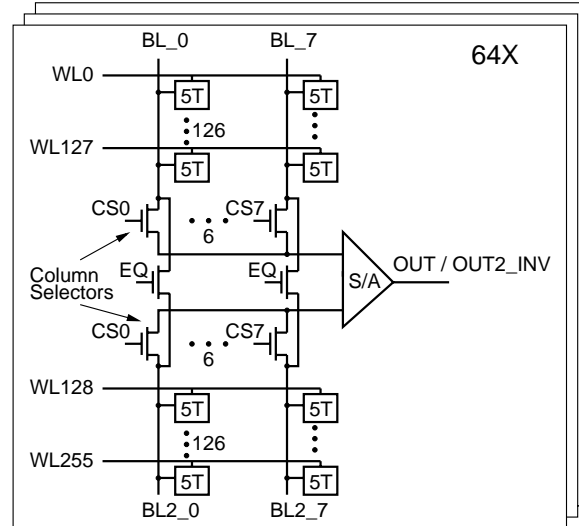 BL_0 BL_7
64X
WL0
5T 5T
126
WL127
5T 5T
CS0 CS7
6
Column
Selectors
EQ EQ
S/A
OUT / OUT2_INV
CS0 CS7
6
WL128
5T 5T
126
WL255
5T 5T
BL2_0 BL2_7